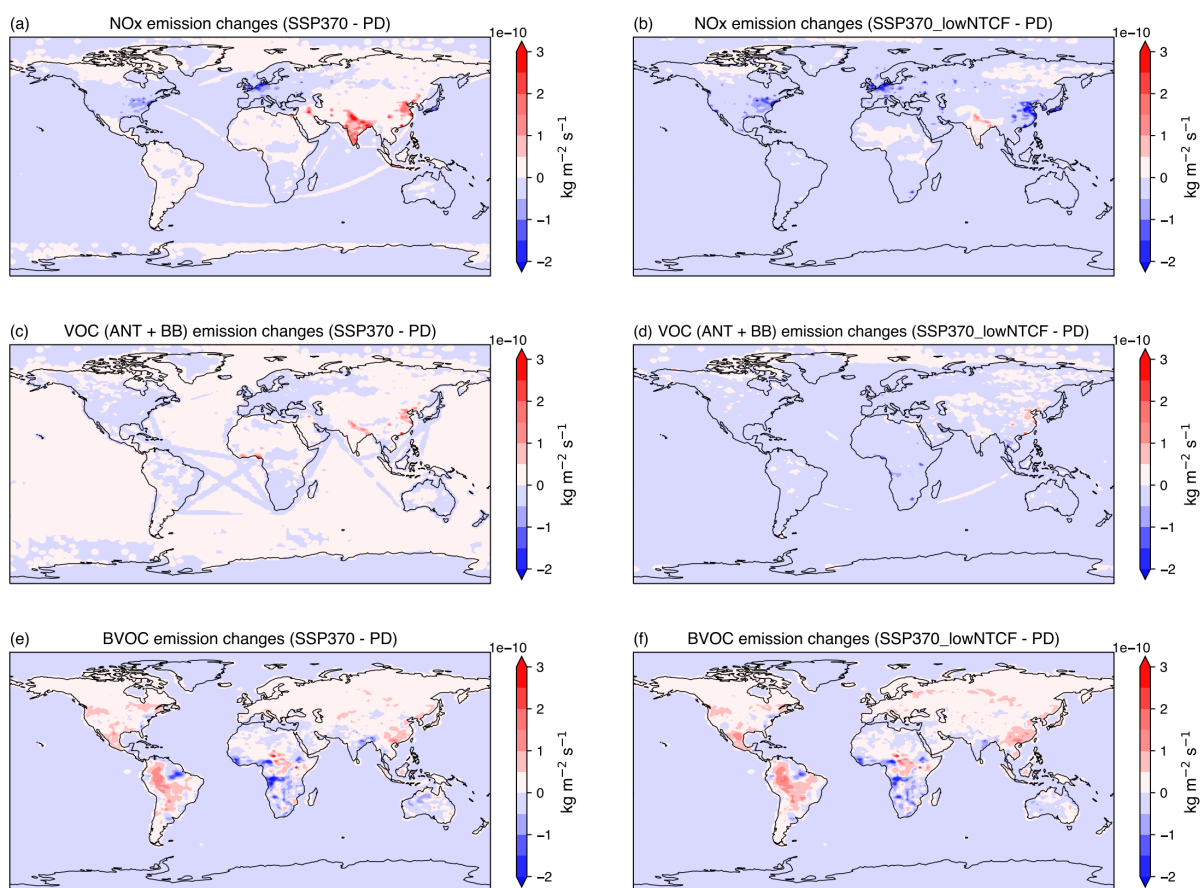 (a) NOx emission changes (SSP370 - PD)
1e−10
3
2
1
0
−1
−2
kg m−2 s−1
(b) NOx emission changes (SSP370_lowNTCF - PD)
1e−10
3
2
1
0
−1
−2
kg m−2 s−1
(c) VOC (ANT + BB) emission changes (SSP370 - PD)
1e−10
3
2
1
0
−1
−2
kg m−2 s−1
(d) VOC (ANT + BB) emission changes (SSP370_lowNTCF - PD)
1e−10
3
2
1
0
−1
−2
kg m−2 s−1
(e) BVOC emission changes (SSP370 - PD)
1e−10
3
2
1
0
−1
−2
kg m−2 s−1
(f) BVOC emission changes (SSP370_lowNTCF - PD)
1e−10
3
2
1
0
−1
−2
kg m−2 s−1